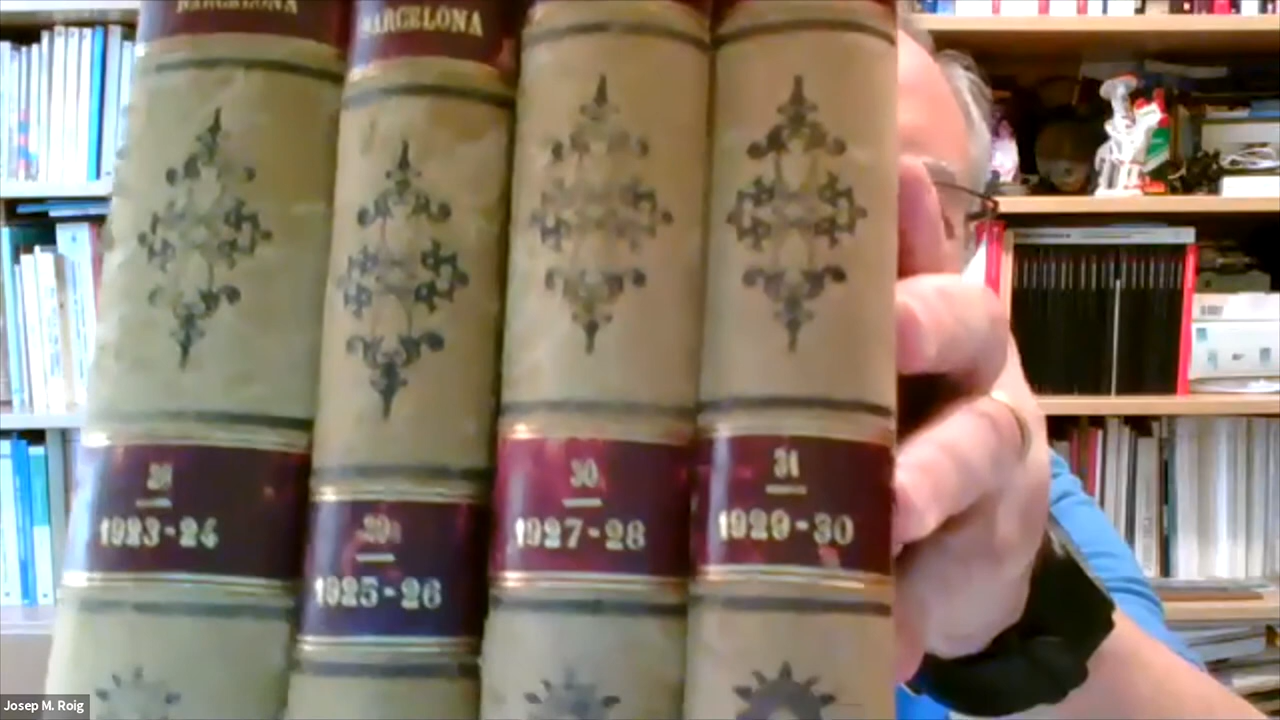 BARCELONA
BARCELONA
28
1923-24
29
1925-26
30
1927-28
31
1929-30
Josep M. Roig